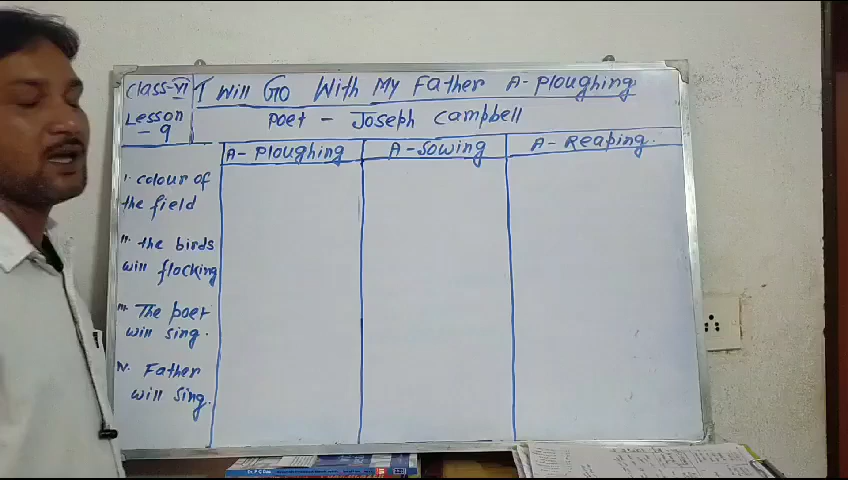 Class-VI
Lesson
- 9
I Will Go With My Father A-Ploughing
Poet - Joseph Campbell
A-Ploughing
A-Sowing
A-Reaping.
I. colour of
the field
II. the birds
will flocking
III. The poet
will sing.
IV. Father
will sing.